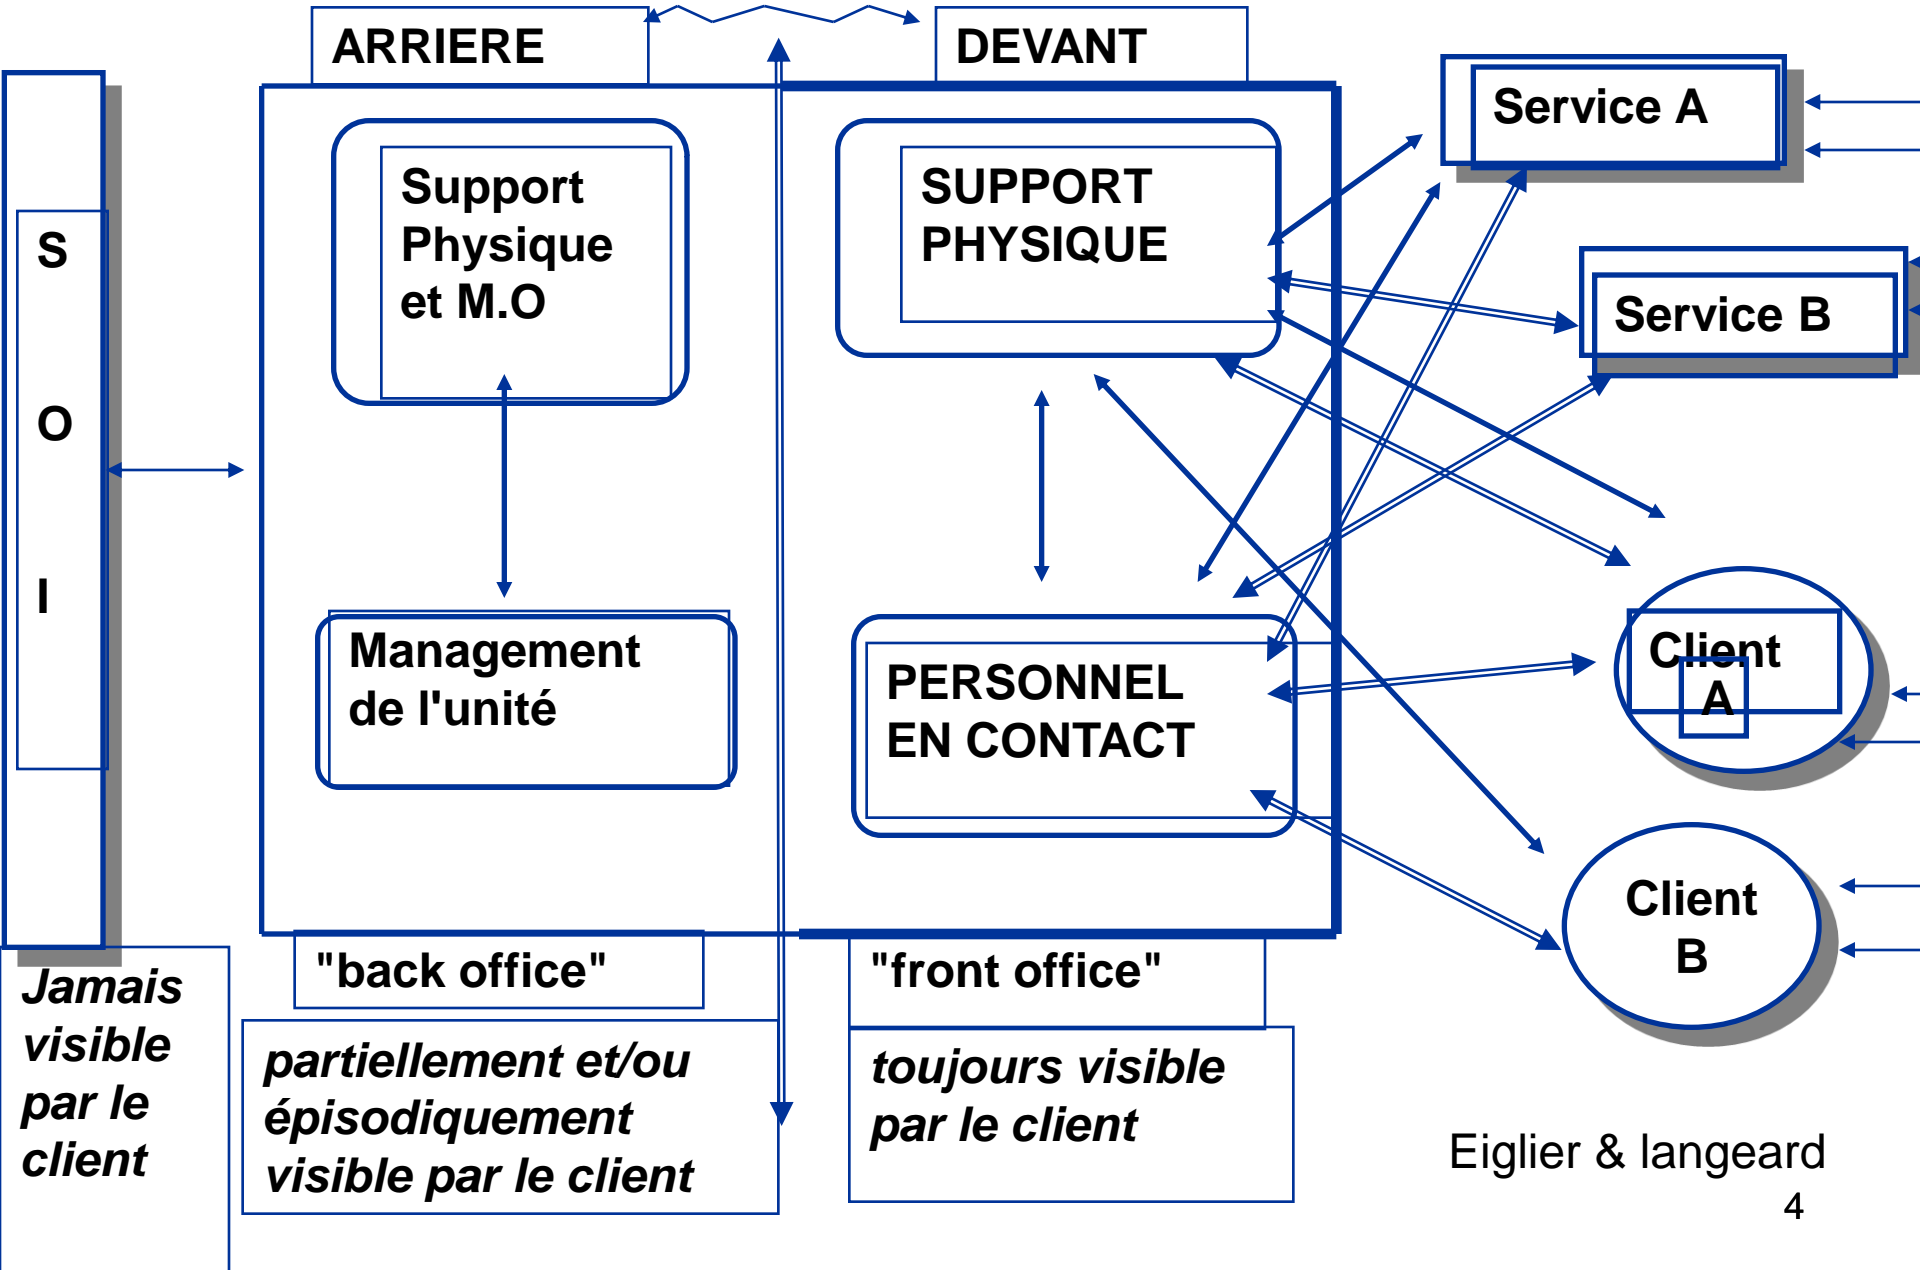 ARRIERE
DEVANT
S
O
I
Support
Physique
et M.O
Management
de l'unité
SUPPORT
PHYSIQUE
PERSONNEL
EN CONTACT
Service A
Service B
Client
A
Client
B
"back office"
"front office"
Jamais
visible
par le
client
partiellement et/ou
épisodiquement
visible par le client
toujours visible
par le client
Eiglier & langeard
4